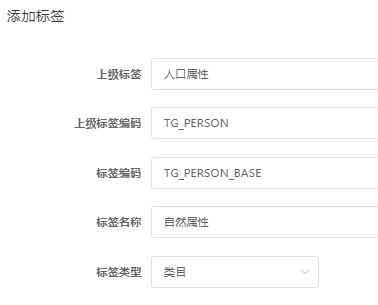 添加标签
上级标签 人口属性
上级标签编码 TG_PERSON
标签编码 TG_PERSON_BASE
标签名称 自然属性
标签类型 类目